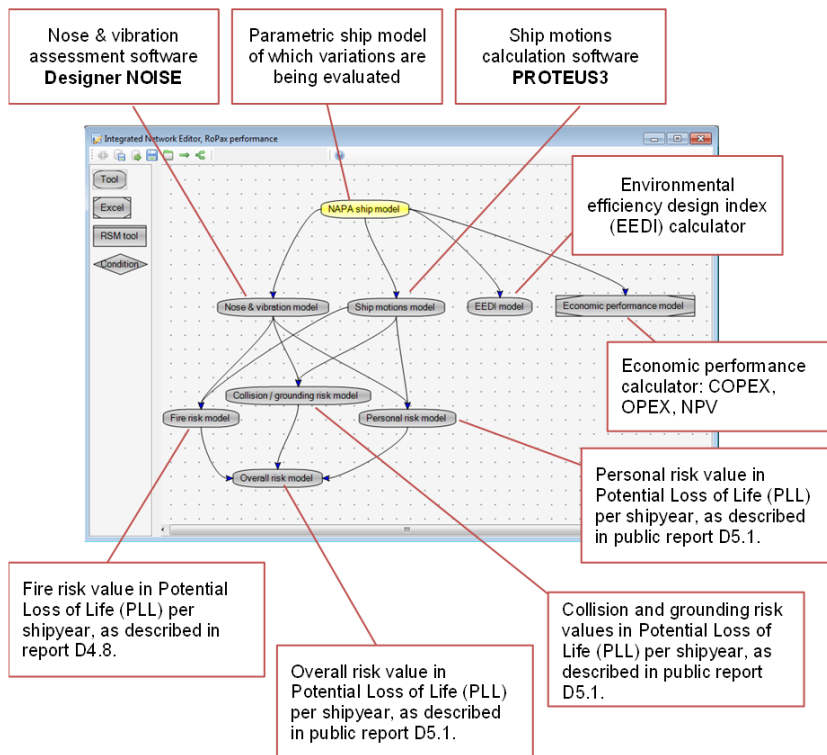 Nose & vibration
assessment software
Designer NOISE
Parametric ship model
of which variations are
being evaluated
Ship motions
calculation software
PROTEUS3
Integrated Network Editor, RoPax performance
Tool
Excel
RSM tool
Condition
NAPA ship model
Environmental
efficiency design index
(EEDI) calculator
Nose & vibration model
Ship motions model
EEDI model
Economic performance model
Economic performance
calculator: COPEX,
OPEX, NPV
Collision / grounding risk model
Fire risk model
Personal risk model
Overall risk model
Personal risk value in
Potential Loss of Life (PLL)
per shipyear, as described
in public report D5.1.
Fire risk value in Potential
Loss of Life (PLL) per
shipyear, as described in
report D4.8.
Overall risk value in
Potential Loss of Life (PLL)
per shipyear, as described
in public report D5.1.
Collision and grounding risk
values in Potential Loss of
Life (PLL) per shipyear, as
described in public report
D5.1.